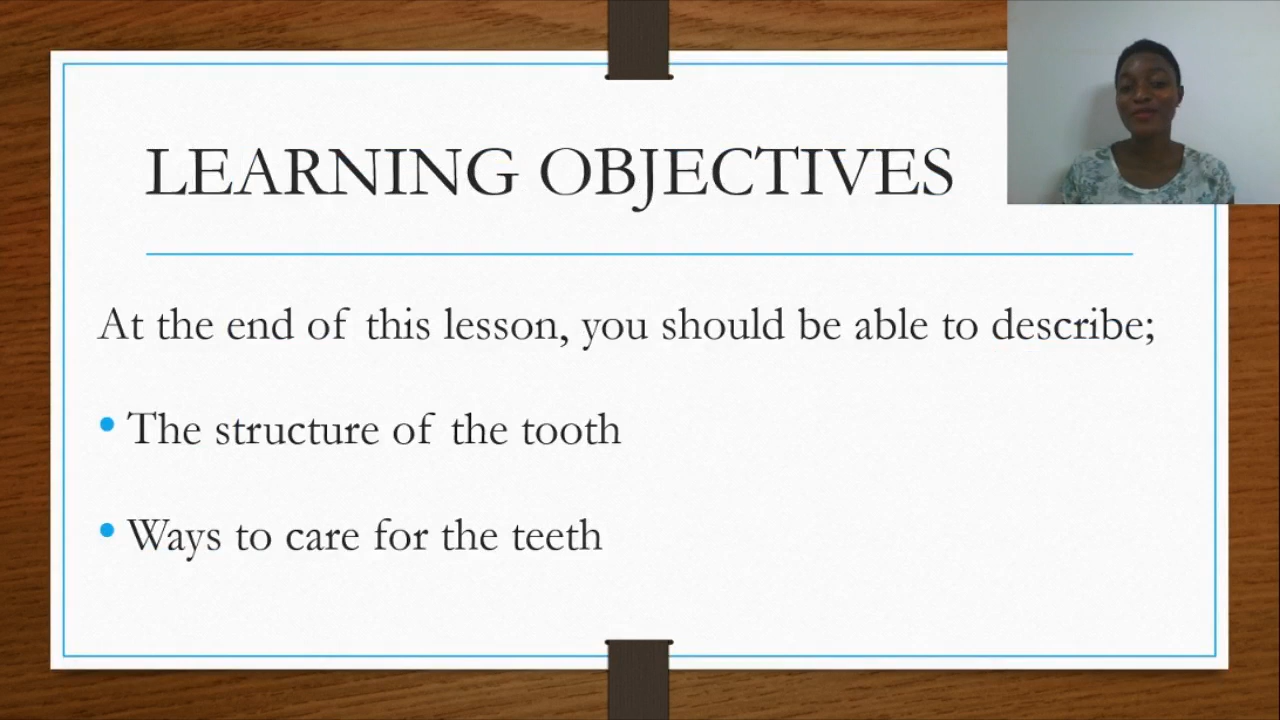 LEARNING OBJECTIVES
At the end of this lesson, you should be able to describe;
• The structure of the tooth
• Ways to care for the teeth